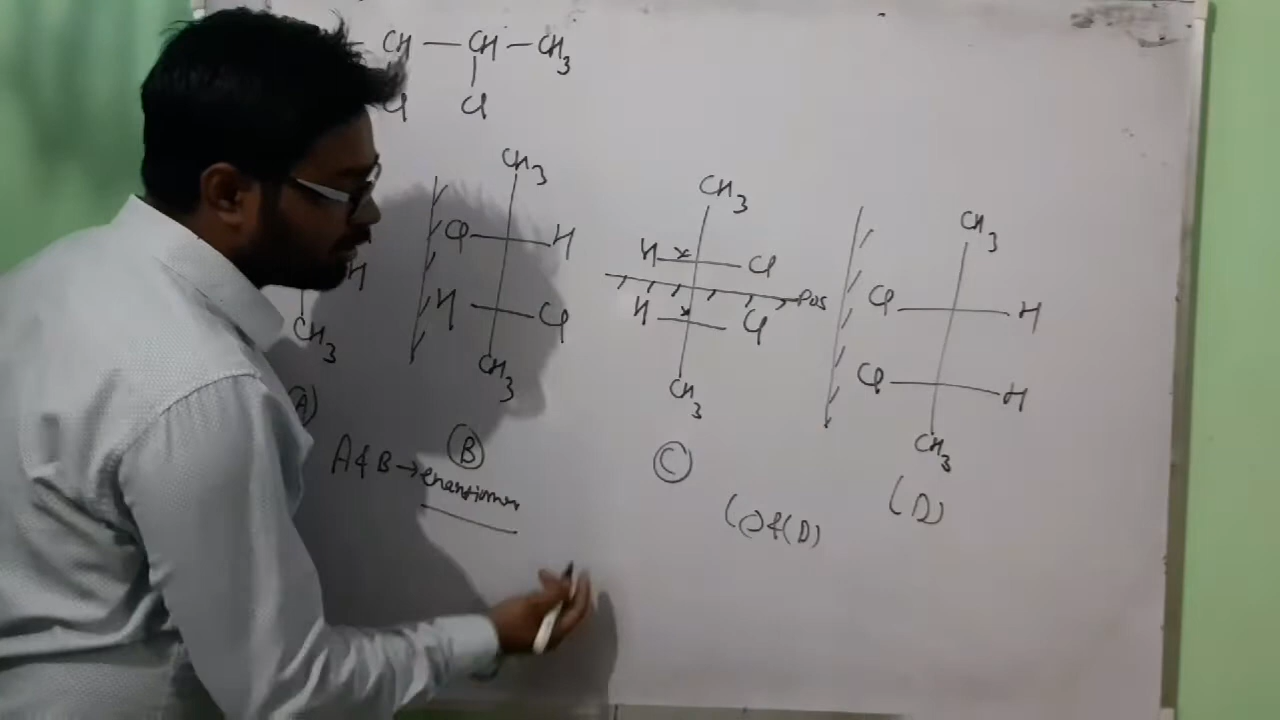 — CH — CH — CH3
Cl Cl
CH3
Cl H
H Cl
CH3
(B)
H
CH3
(A)
A & B → enantiomer
CH3
H × Cl
POS
H × Cl
CH3
(C)
CH3
Cl H
Cl H
CH3
(D)
(C) & (D)